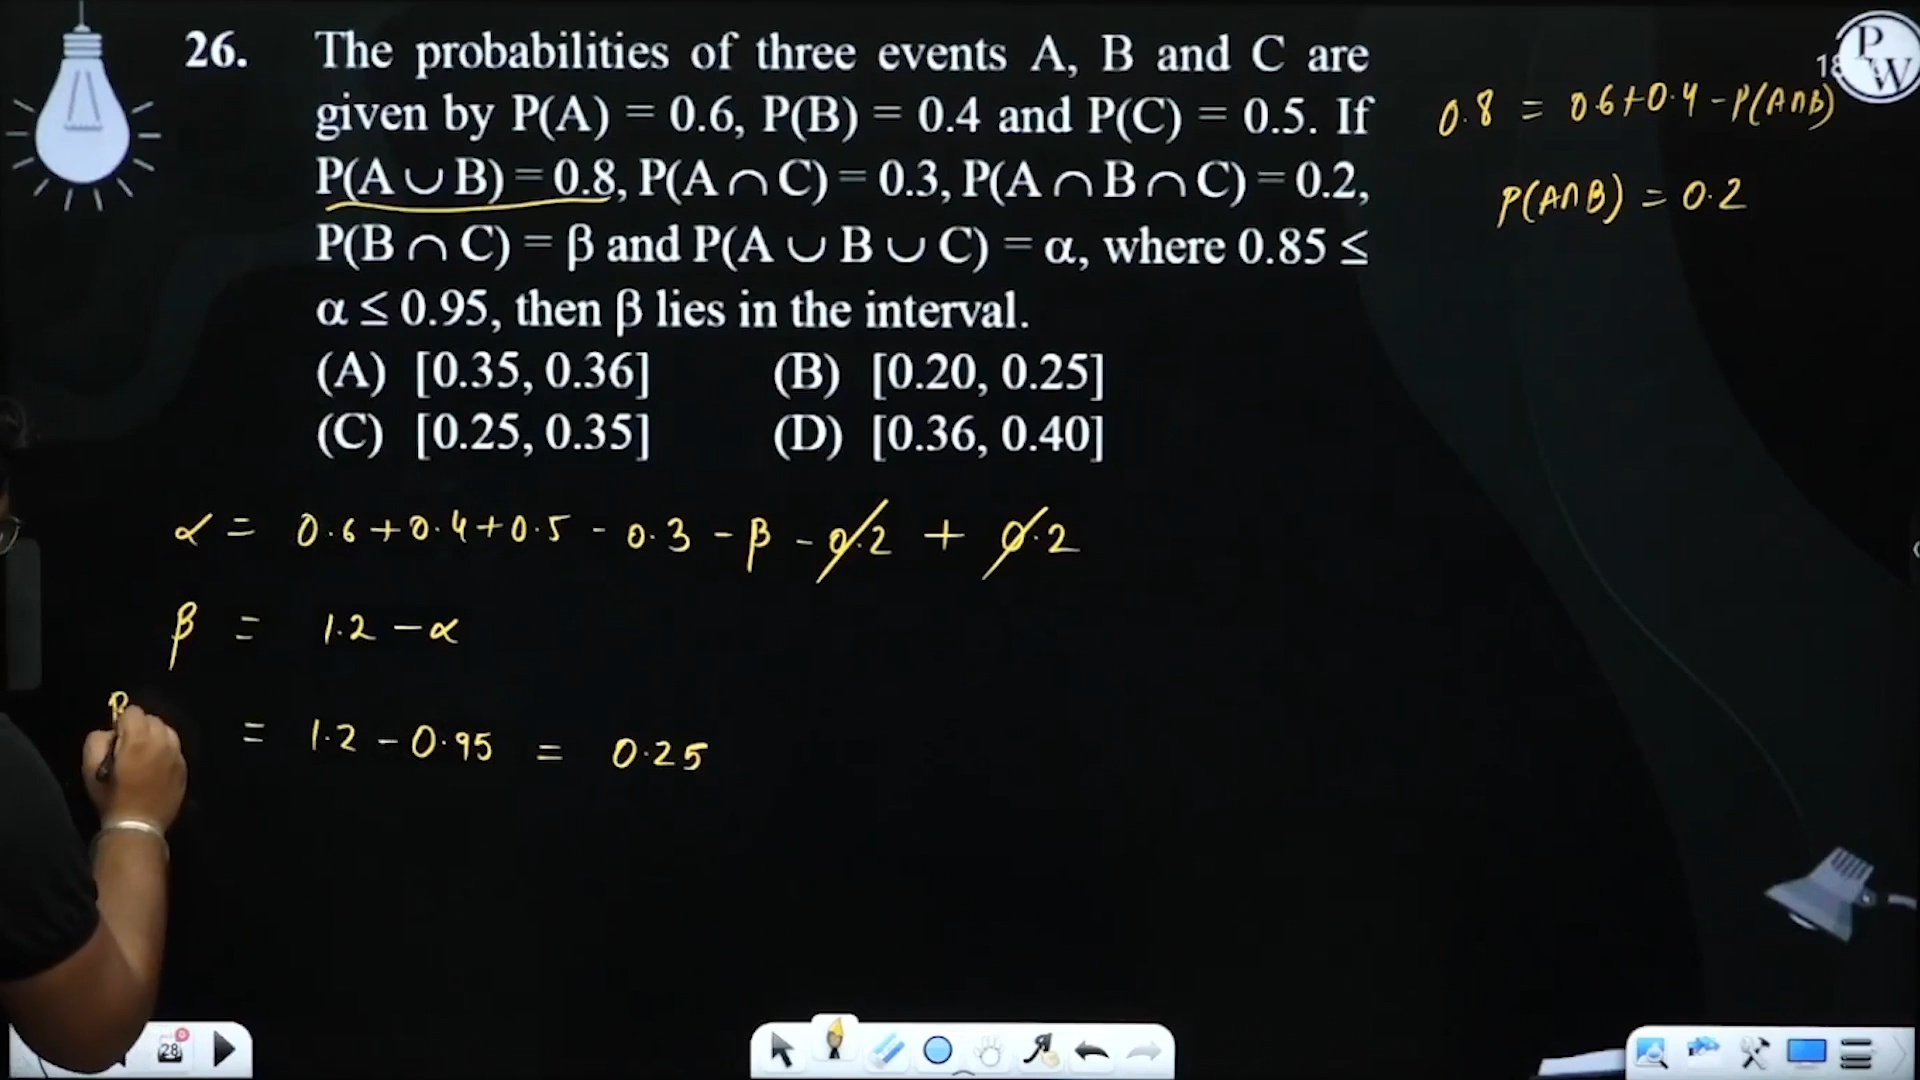 26. The probabilities of three events A, B and C are
given by P(A) = 0.6, P(B) = 0.4 and P(C) = 0.5. If
P(A ∪ B) = 0.8, P(A ∩ C) = 0.3, P(A ∩ B ∩ C) = 0.2,
P(B ∩ C) = β and P(A ∪ B ∪ C) = α, where 0.85 ≤
α ≤ 0.95, then β lies in the interval.
(A) [0.35, 0.36] (B) [0.20, 0.25]
(C) [0.25, 0.35] (D) [0.36, 0.40]
PW
0.8 = 0.6+0.4-P(A∩B)
P(A∩B) = 0.2
α = 0.6+0.4+0.5 - 0.3 - β - 0.2 + 0.2
β = 1.2 - α
= 1.2 - 0.95 = 0.25
28